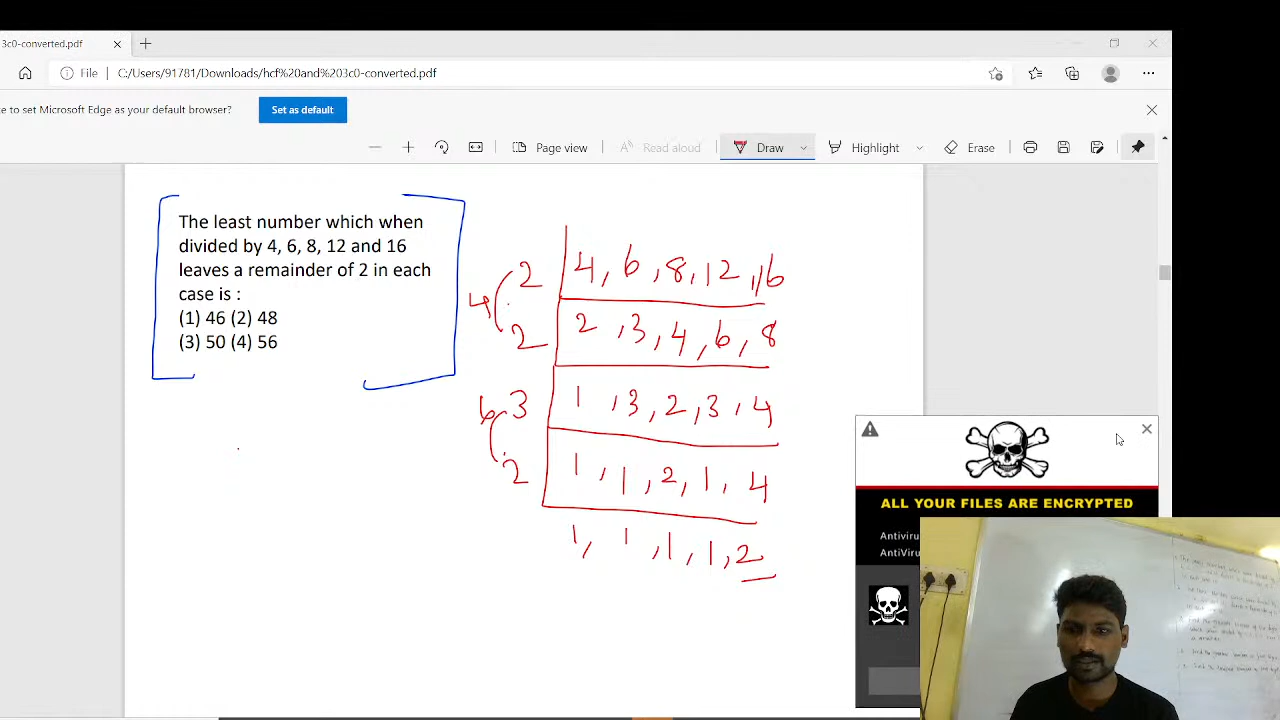 3c0-converted.pdf
File C:/Users/91781/Downloads/hcf%20and%203c0-converted.pdf
e to set Microsoft Edge as your default browser? Set as default
Page view Read aloud Draw Highlight Erase
The least number which when
divided by 4, 6, 8, 12 and 16
leaves a remainder of 2 in each
case is :
(1) 46 (2) 48
(3) 50 (4) 56
2 4, 6, 8, 12, 16
4
2 2, 3, 4, 6, 8
6 3 1, 3, 2, 3, 4
2 1, 1, 2, 1, 4
1, 1, 1, 1, 2
ALL YOUR FILES ARE ENCRYPTED
Antiviru
AntiVir